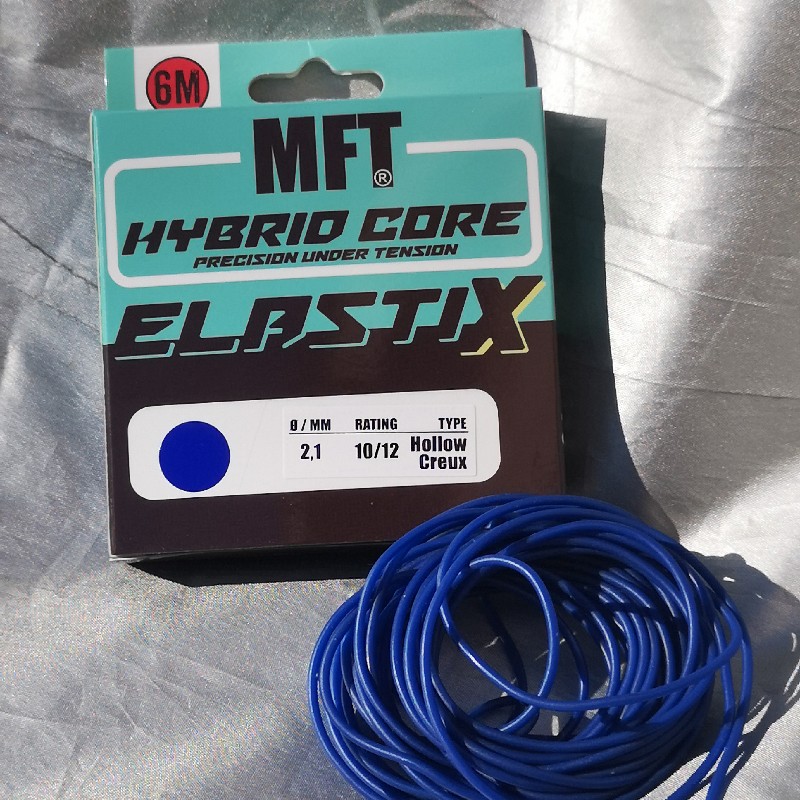 6M
MFT®
HYBRID CORE
PRECISION UNDER TENSION
ELASTIX
Ø / MM RATING TYPE
2,1 10/12 Hollow
Creux